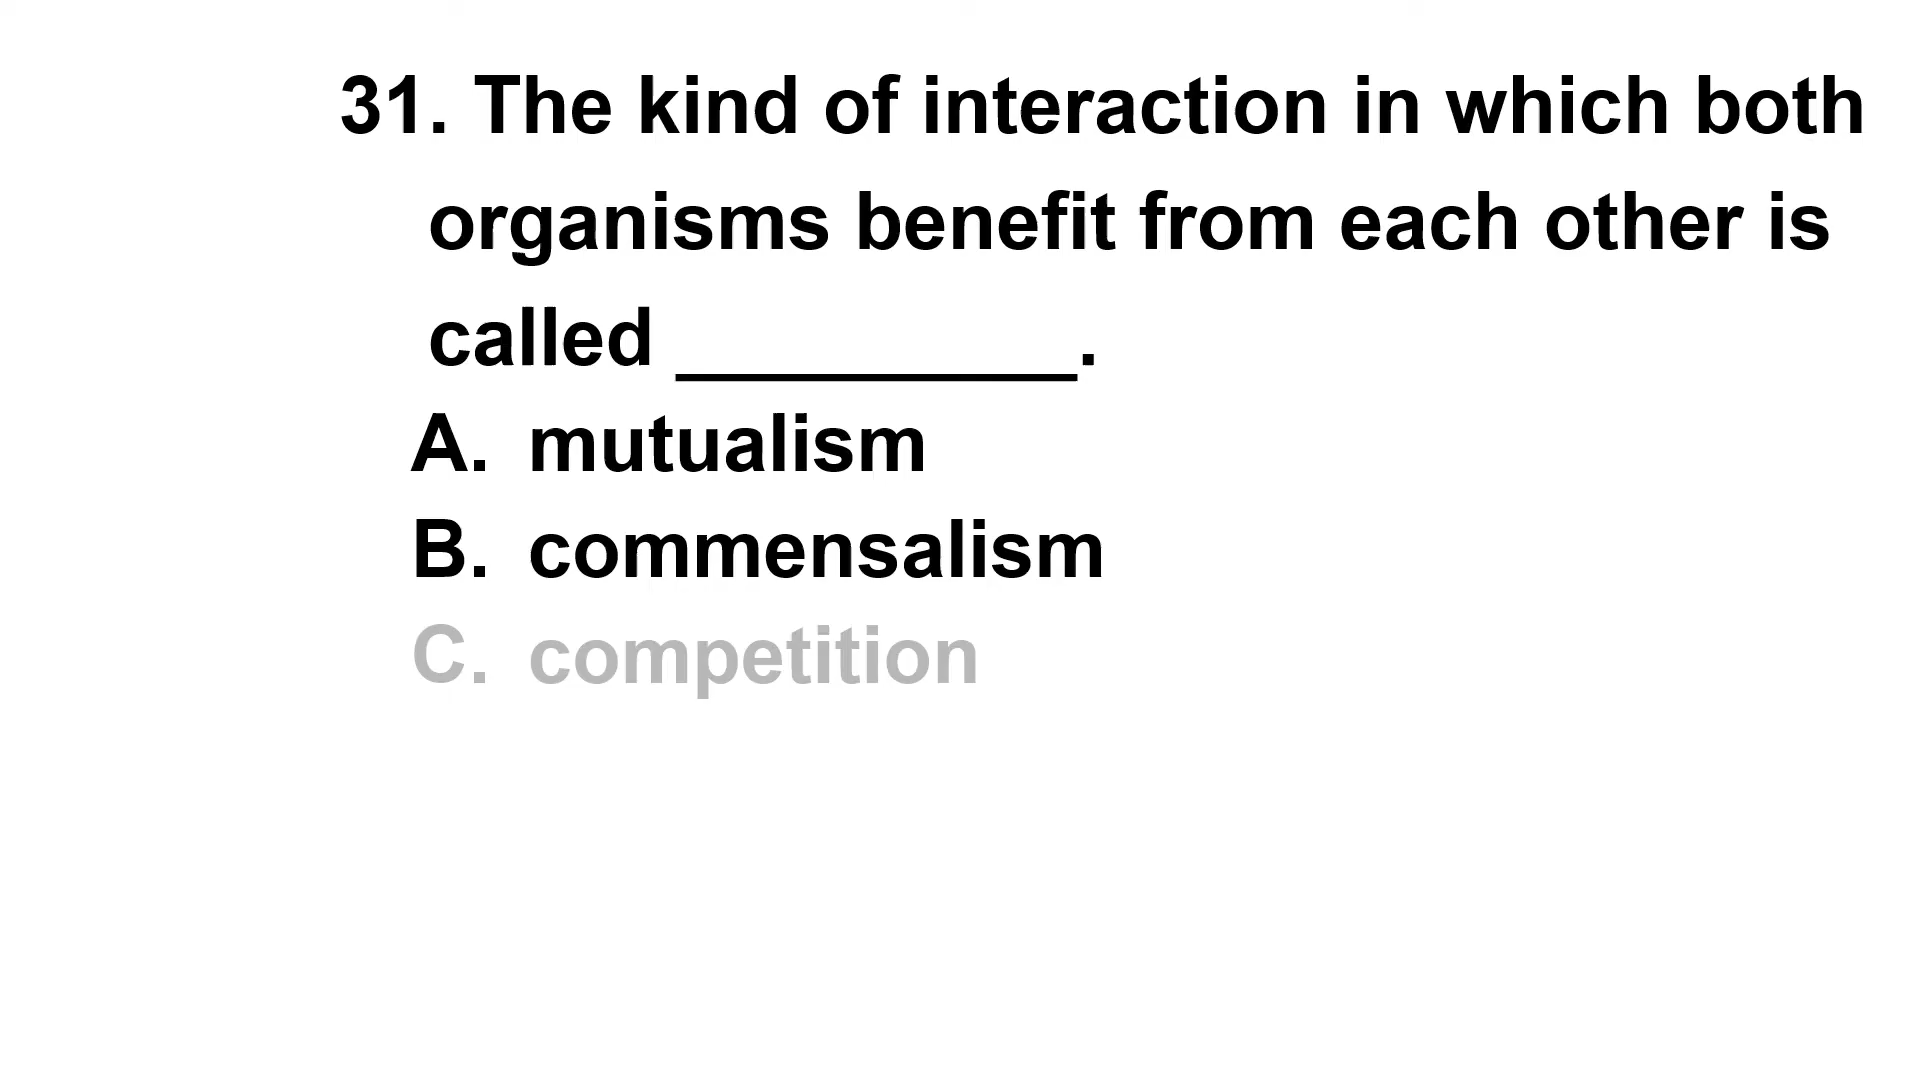 31. The kind of interaction in which both
organisms benefit from each other is
called __________.
A. mutualism
B. commensalism
C. competition